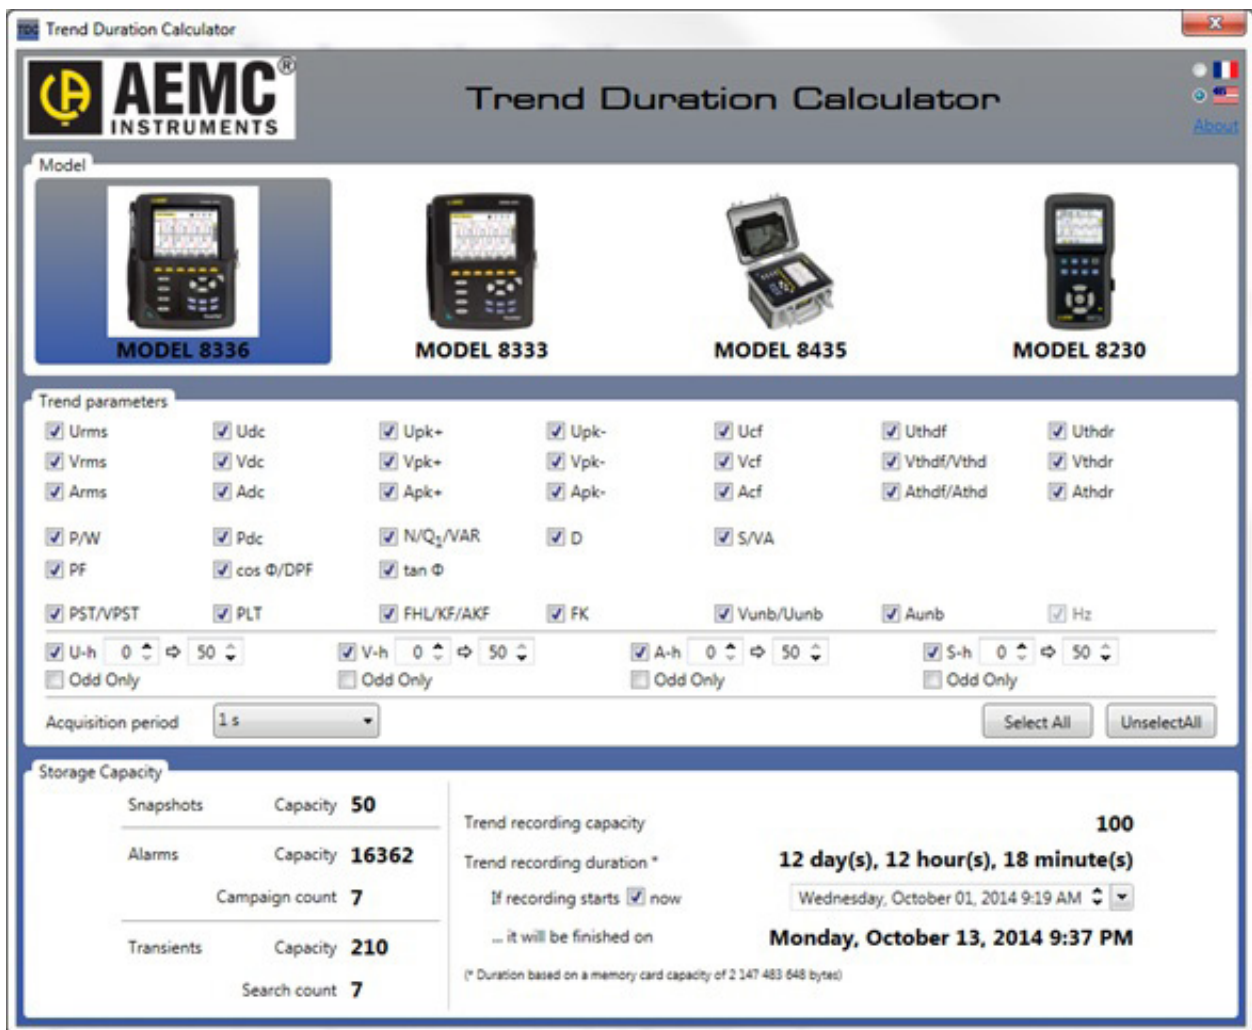 TDC Trend Duration Calculator
AEMC®
INSTRUMENTS
Trend Duration Calculator
About
Model
MODEL 8336 MODEL 8333 MODEL 8435 MODEL 8230
Trend parameters
Urms Udc Upk+ Upk- Ucf Uthdf Uthdr
Vrms Vdc Vpk+ Vpk- Vcf Vthdf/Vthd Vthdr
Arms Adc Apk+ Apk- Acf Athdf/Athd Athdr
P/W Pdc N/Q1/VAR D S/VA
PF cos Φ/DPF tan Φ
PST/VPST PLT FHL/KF/AKF FK Vunb/Uunb Aunb Hz
U-h 0 ⇨ 50 V-h 0 ⇨ 50 A-h 0 ⇨ 50 S-h 0 ⇨ 50
Odd Only Odd Only Odd Only Odd Only
Acquisition period 1 s Select All UnselectAll
Storage Capacity
Snapshots Capacity 50
Alarms Capacity 16362
Campaign count 7
Transients Capacity 210
Search count 7
Trend recording capacity 100
Trend recording duration * 12 day(s), 12 hour(s), 18 minute(s)
If recording starts now Wednesday, October 01, 2014 9:19 AM
... it will be finished on Monday, October 13, 2014 9:37 PM
(* Duration based on a memory card capacity of 2 147 483 648 bytes)